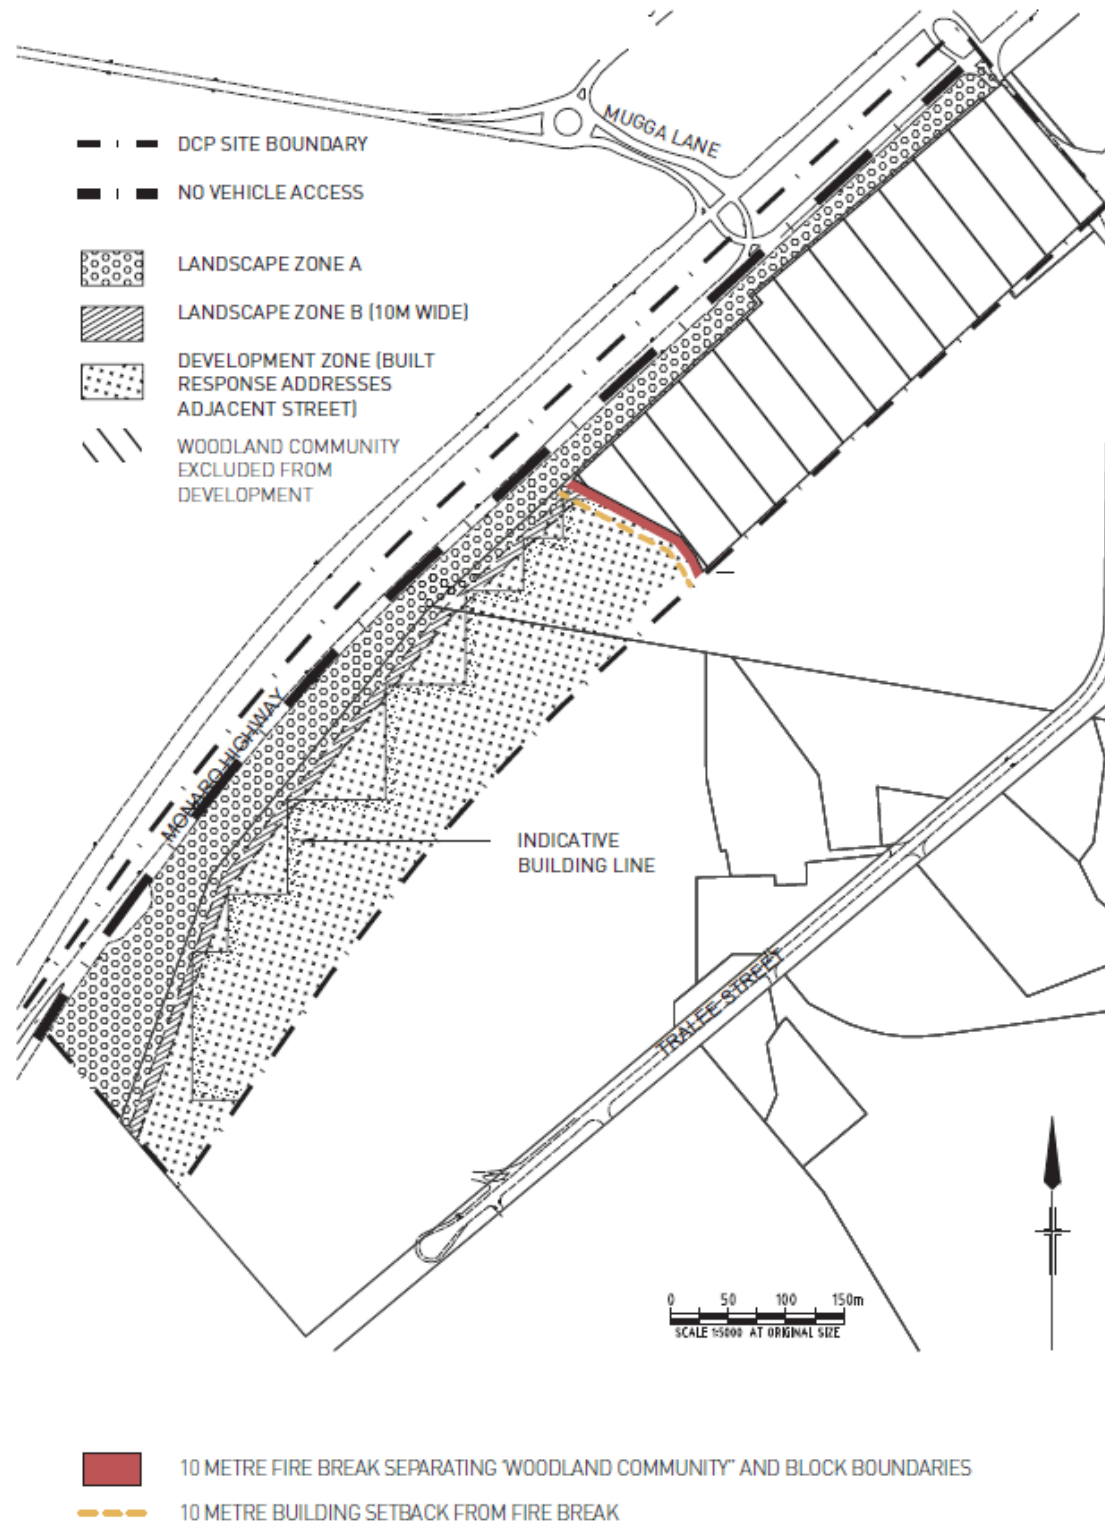 MUGGA LANE
DCP SITE BOUNDARY
NO VEHICLE ACCESS
LANDSCAPE ZONE A
LANDSCAPE ZONE B (10M WIDE)
DEVELOPMENT ZONE (BUILT
RESPONSE ADDRESSES
ADJACENT STREET)
WOODLAND COMMUNITY
EXCLUDED FROM
DEVELOPMENT
MONARO HIGHWAY
INDICATIVE
BUILDING LINE
TRALEE STREET
0 50 100 150m
SCALE 1:5000 AT ORIGINAL SIZE
10 METRE FIRE BREAK SEPARATING 'WOODLAND COMMUNITY" AND BLOCK BOUNDARIES
10 METRE BUILDING SETBACK FROM FIRE BREAK